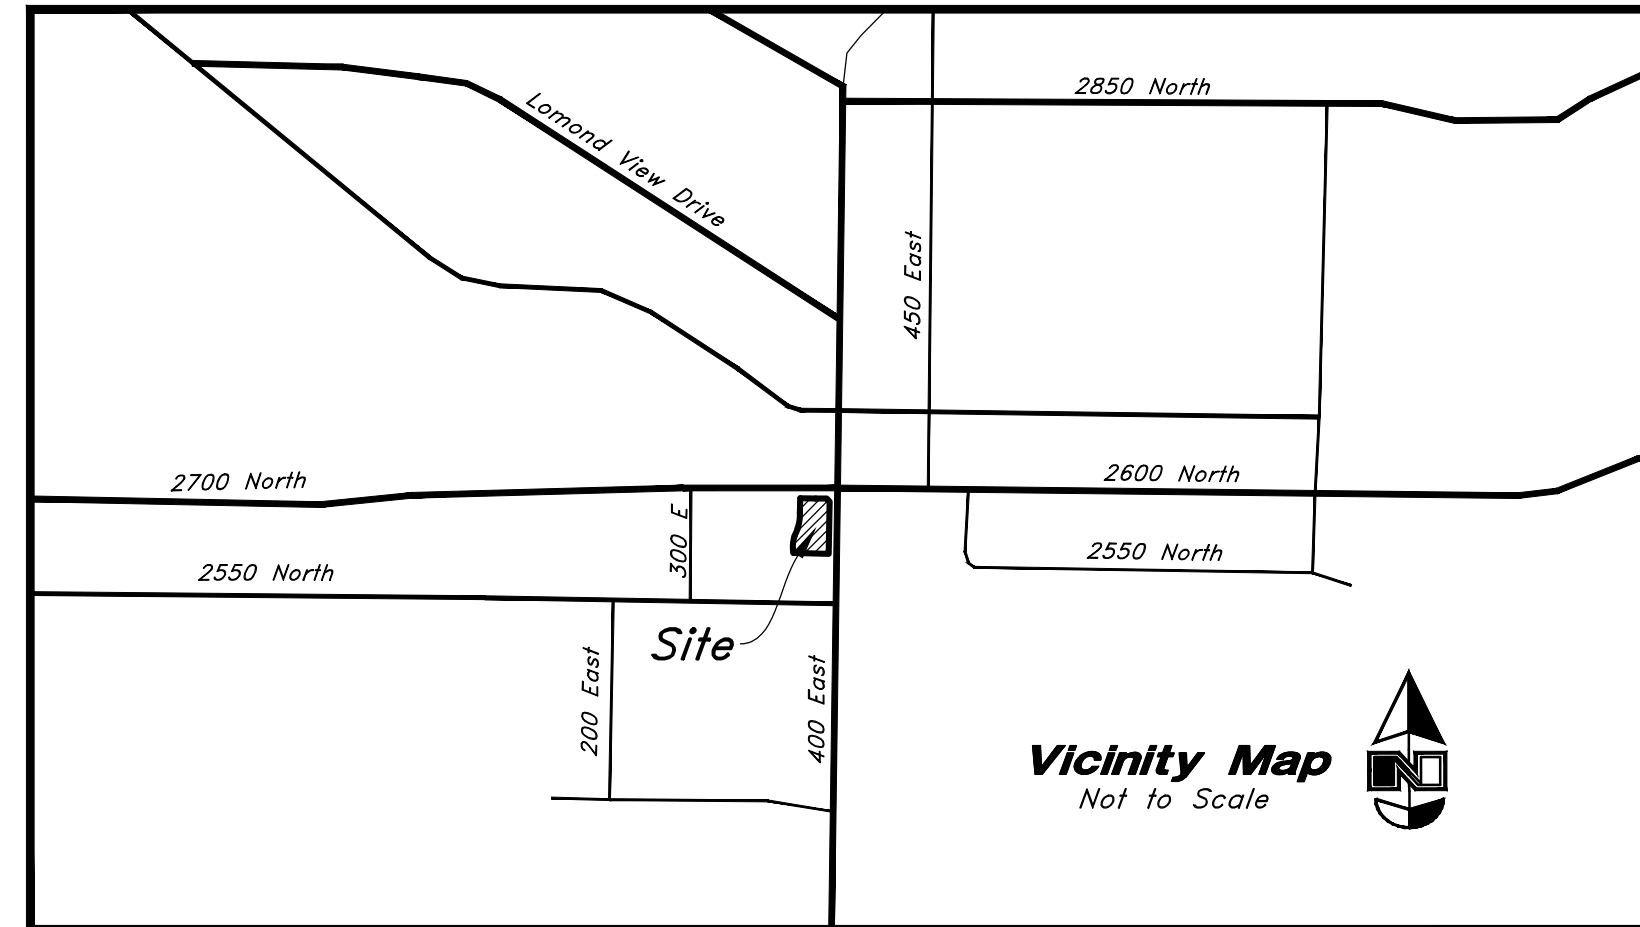 2850 North
Lomond View Drive
450 East
2700 North
2600 North
300 E
2550 North
2550 North
Site
200 East
400 East
Vicinity Map
Not to Scale
N